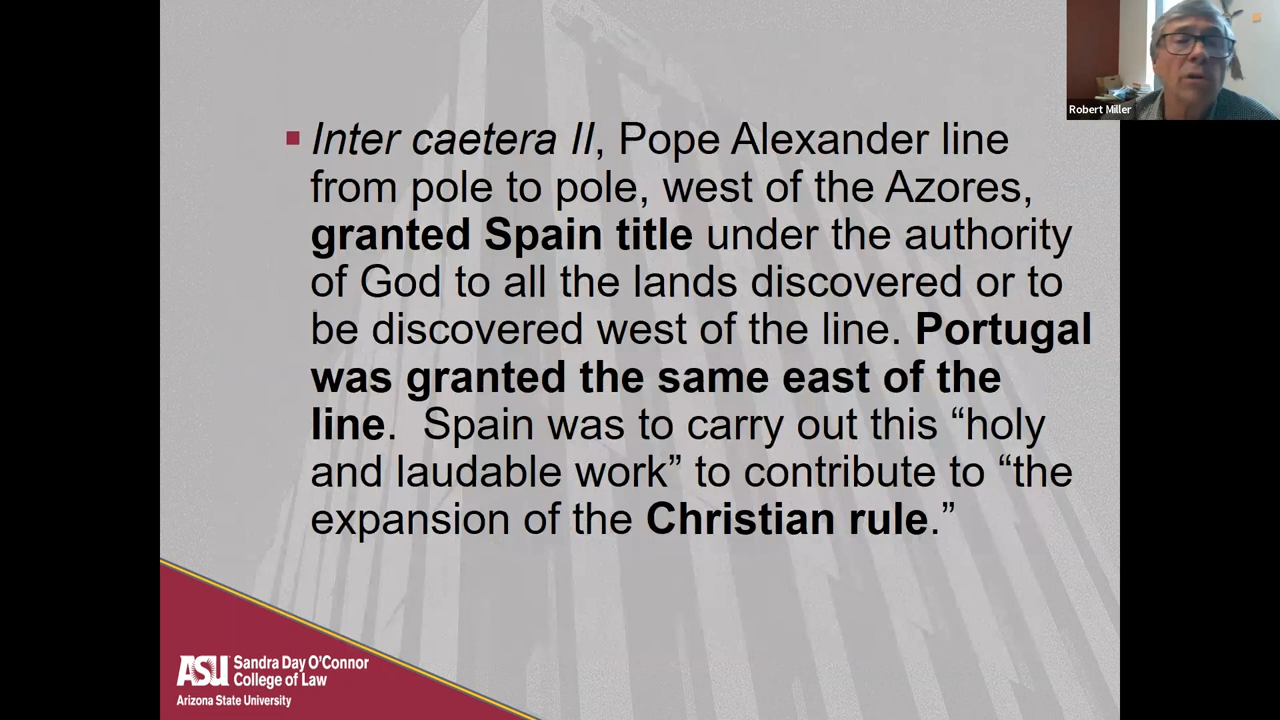 Robert Miller
▪ Inter caetera II, Pope Alexander line
from pole to pole, west of the Azores,
granted Spain title under the authority
of God to all the lands discovered or to
be discovered west of the line. Portugal
was granted the same east of the
line.  Spain was to carry out this “holy
and laudable work” to contribute to “the
expansion of the Christian rule.”
ASU Sandra Day O’Connor
College of Law
Arizona State University